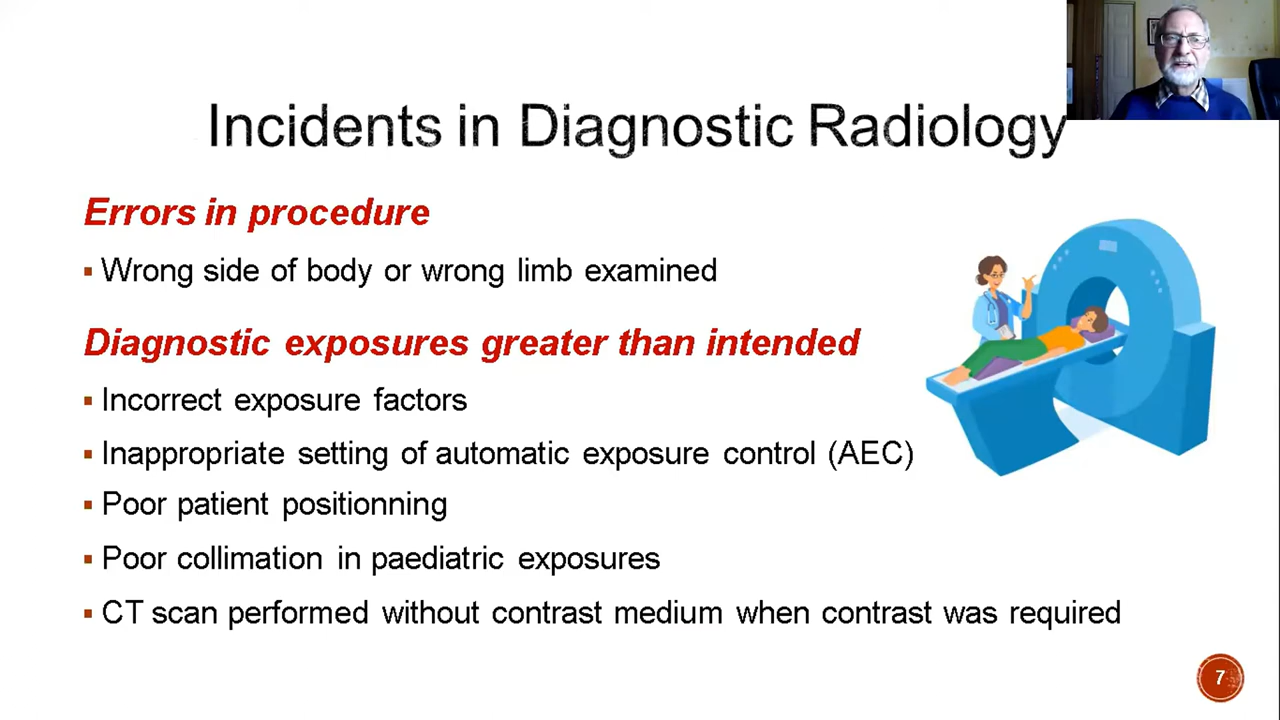 Incidents in Diagnostic Radiology
Errors in procedure
▪ Wrong side of body or wrong limb examined
Diagnostic exposures greater than intended
▪ Incorrect exposure factors
▪ Inappropriate setting of automatic exposure control (AEC)
▪ Poor patient positionning
▪ Poor collimation in paediatric exposures
▪ CT scan performed without contrast medium when contrast was required
7